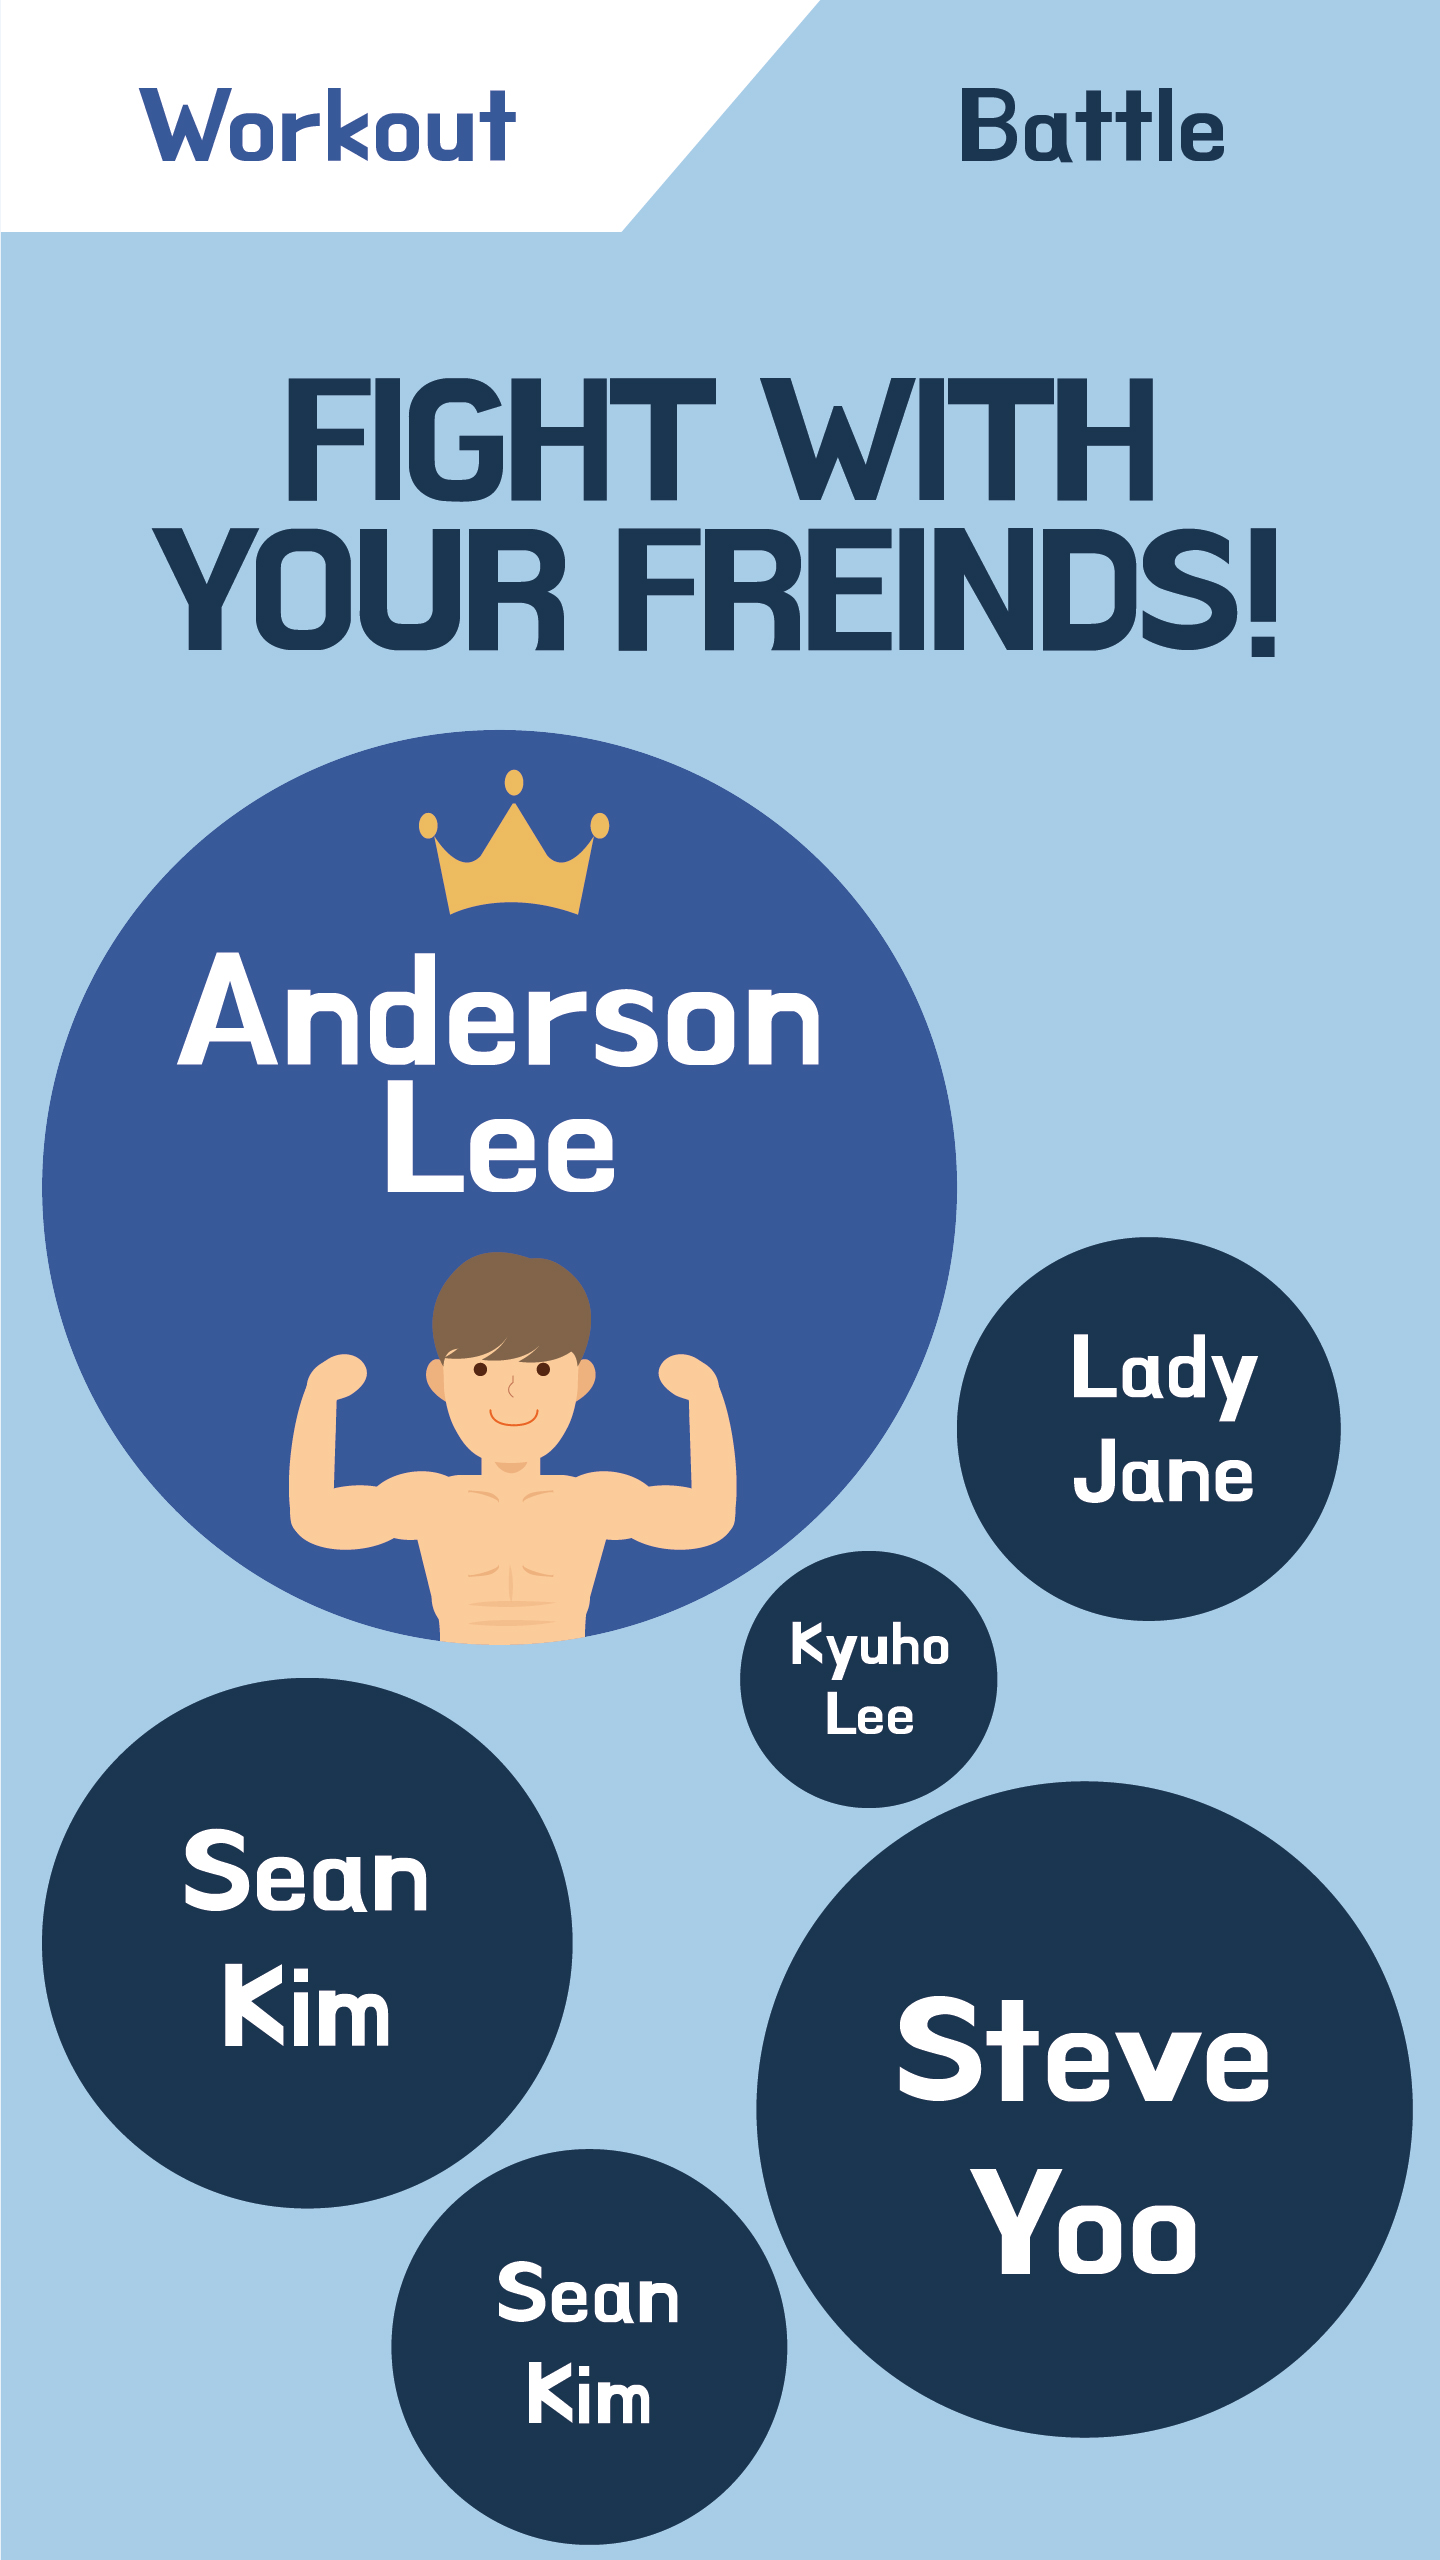 Workout
Battle
FIGHT WITH
YOUR FREINDS!
Anderson
Lee
Lady
Jane
Kyuho
Lee
Sean
Kim
Steve
Yoo
Sean
Kim